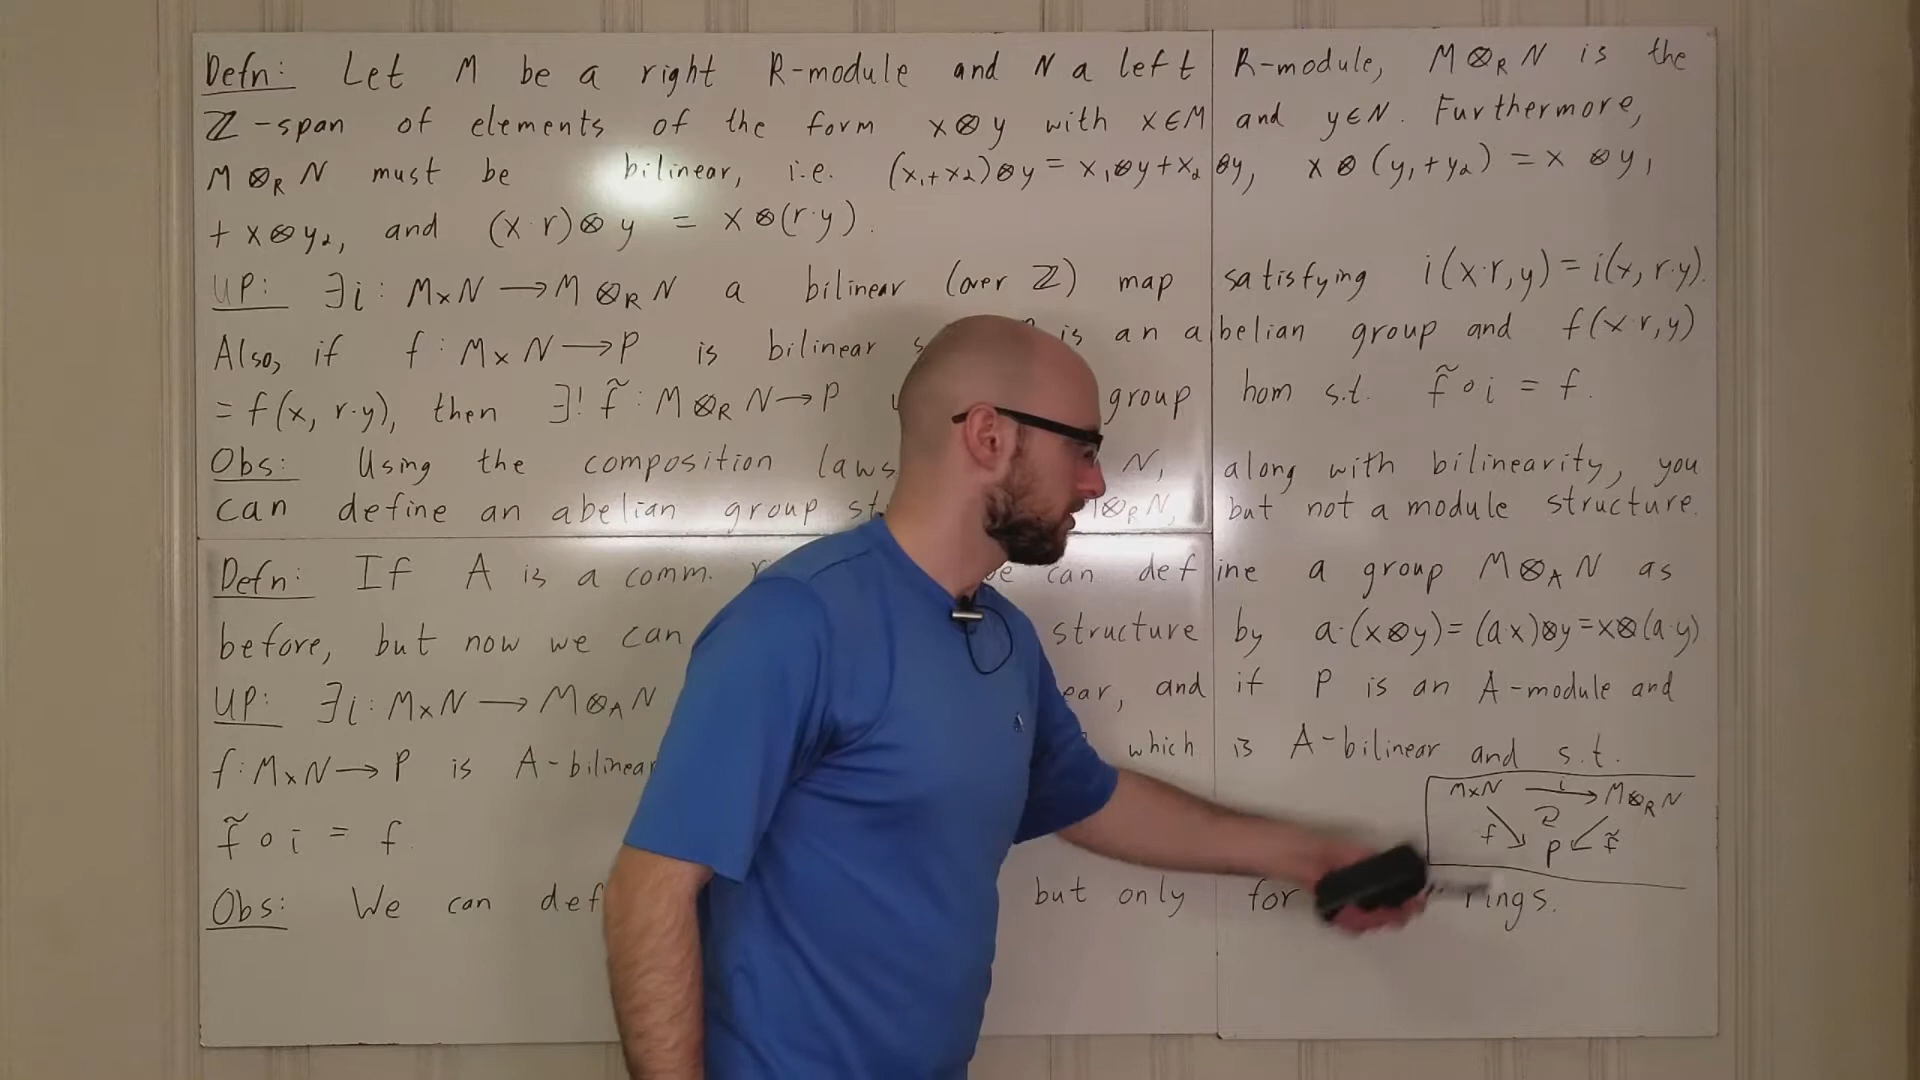 Defn: Let M be a right R-module and N a left R-module, M ⊗_R N is the
ℤ-span of elements of the form x⊗y with x∈M and y∈N. Furthermore,
M ⊗_R N must be bilinear, i.e. (x₁+x₂)⊗y = x₁⊗y+x₂⊗y, x⊗(y₁+y₂) = x⊗y₁
+ x⊗y₂, and (x·r)⊗y = x⊗(r·y).
UP: ∃i: M×N → M ⊗_R N a bilinear (over ℤ) map satisfying i(x·r,y) = i(x, r·y).
Also, if f: M×N → P is bilinear is an abelian group and f(x·r,y)
= f(x, r·y), then ∃! f̃: M⊗_R N → P group hom s.t. f̃∘i = f.
Obs: Using the composition laws N, along with bilinearity, you
can define an abelian group ⊗_R N, but not a module structure.
Defn: If A is a comm. can define a group M⊗_A N as
before, but now we can structure by a·(x⊗y) = (ax)⊗y = x⊗(a·y)
UP: ∃i: M×N → M⊗_A N and if P is an A-module and
f: M×N → P is A-bilinear which is A-bilinear and s.t.
f̃∘i = f
M×N i→ M⊗_R N
f P f̃
Obs: We can but only for rings.